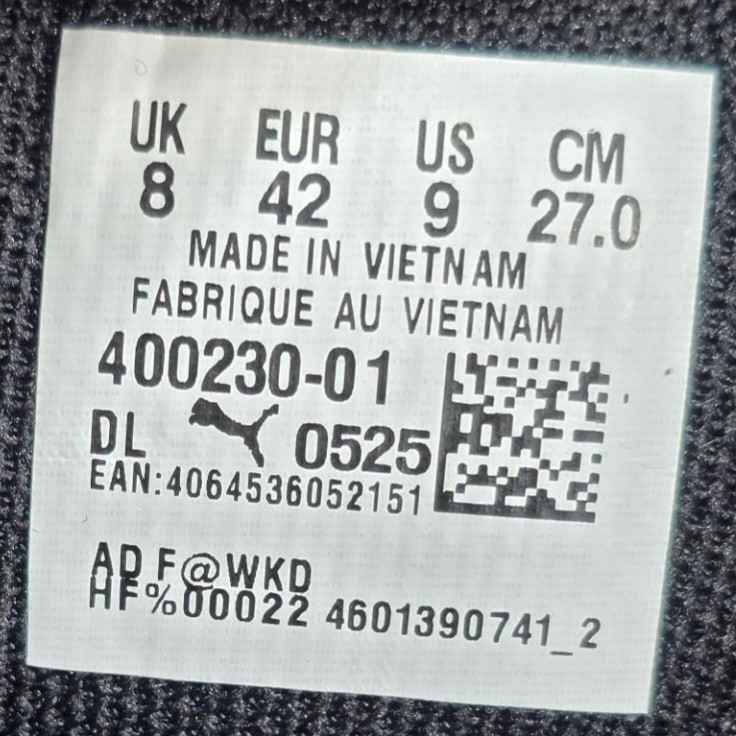 UK EUR US CM
8 42 9 27.0
MADE IN VIETNAM
FABRIQUE AU VIETNAM
400230-01
DL 0525
EAN:4064536052151
AD F@WKD
HF%00022 4601390741_2